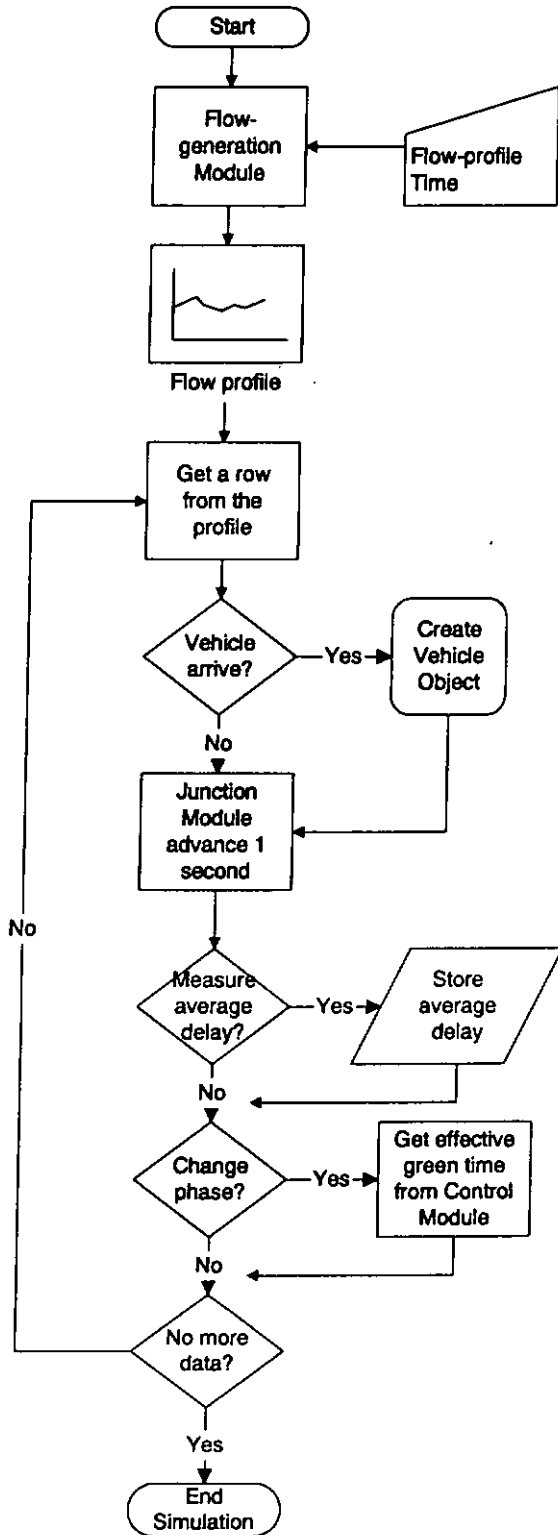 Start
Flow-
generation
Module
Flow-profile
Time
Flow profile
Get a row
from the
profile
Vehicle
arrive?
Yes
Create
Vehicle
Object
No
Junction
Module
advance 1
second
No
Measure
average
delay?
Yes
Store
average
delay
No
Change
phase?
Yes
Get effective
green time
from Control
Module
No
No more
data?
Yes
End
Simulation